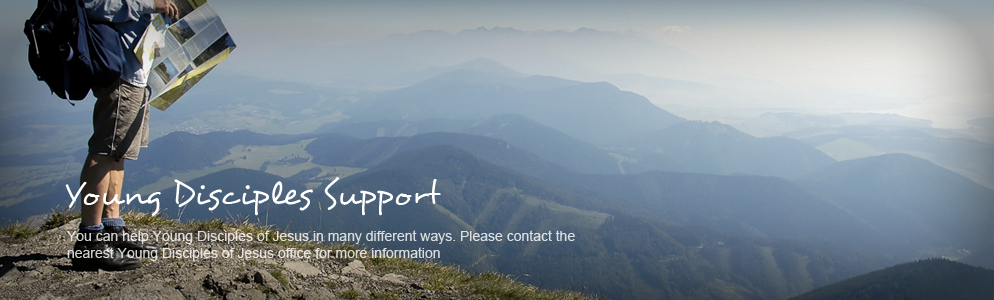 Young Disciples Support
You can help Young Disciples of Jesus in many different ways. Please contact the
nearest Young Disciples of Jesus office for more information